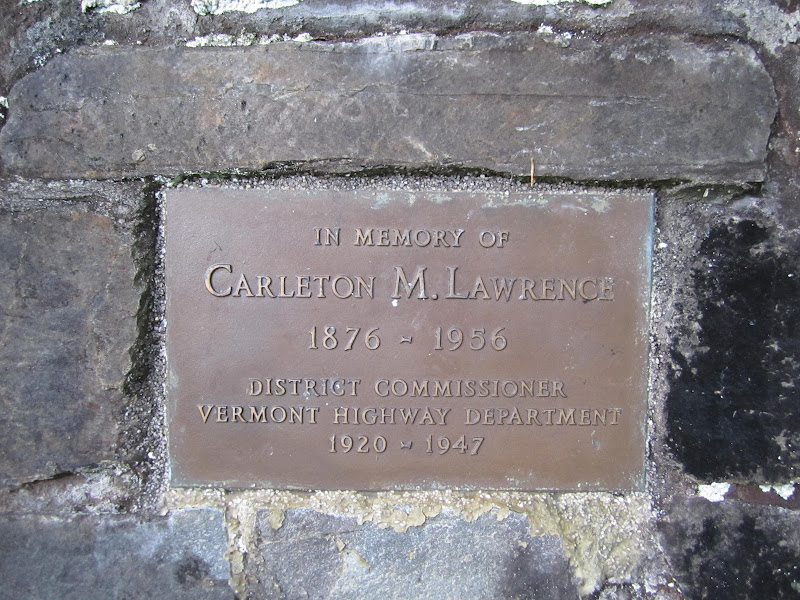 IN MEMORY OF
CARLETON M. LAWRENCE
1876 - 1956
DISTRICT COMMISSIONER
VERMONT HIGHWAY DEPARTMENT
1920 - 1947